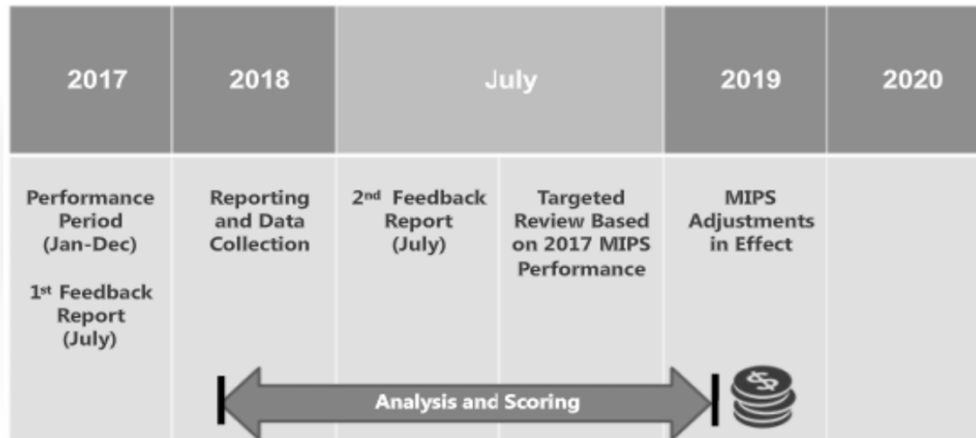 2017
2018
July
2019
2020
Performance
Period
(Jan-Dec)
1st Feedback
Report
(July)
Reporting
and Data
Collection
2nd Feedback
Report
(July)
Targeted
Review Based
on 2017 MIPS
Performance
MIPS
Adjustments
in Effect
Analysis and Scoring
$